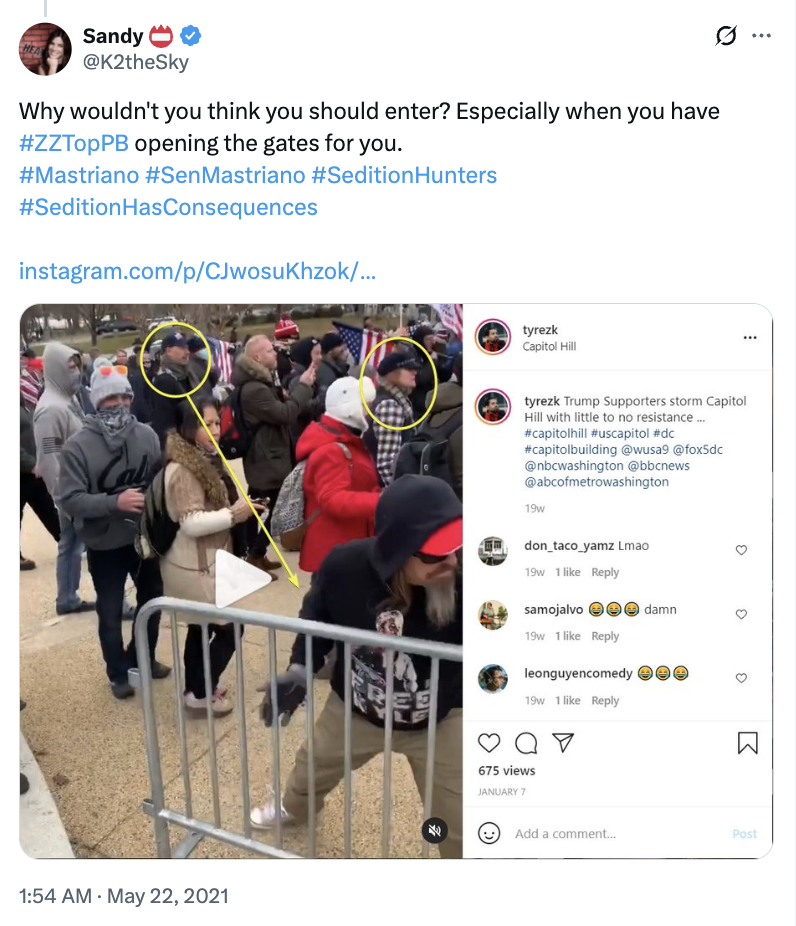 Sandy 📛
@K2theSky
Why wouldn't you think you should enter? Especially when you have
#ZZTopPB opening the gates for you.
#Mastriano #SenMastriano #SeditionHunters
#SeditionHasConsequences
instagram.com/p/CJwosuKhzok/...
tyrezk
Capitol Hill
tyrezk Trump Supporters storm Capitol
Hill with little to no resistance ...
#capitolhill #uscapitol #dc
#capitolbuilding @wusa9 @fox5dc
@nbcwashington @bbcnews
@abcofmetrowashington
19w
don_taco_yamz Lmao
19w 1 like Reply
samojalvo 😂😂😂 damn
19w 1 like Reply
leonguyencomedy 😂😂😂
19w 1 like Reply
675 views
JANUARY 7
Add a comment...
Post
Cal
1:54 AM · May 22, 2021